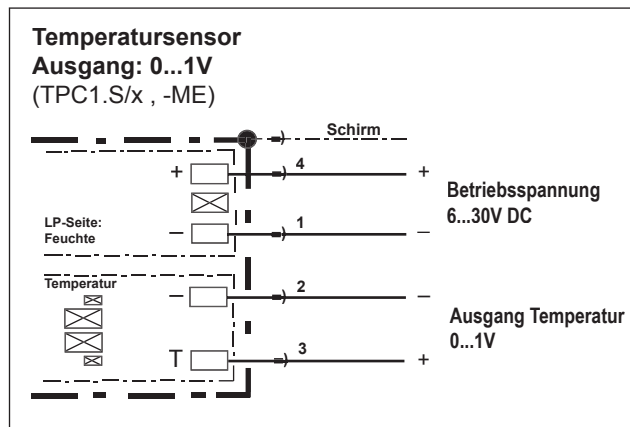 Temperatursensor
Ausgang: 0...1V
(TPC1.S/x , -ME)
Schirm
+ 4 +
Betriebsspannung
6...30V DC
LP-Seite:
Feuchte
– 1 –
Temperatur
– 2 –
Ausgang Temperatur
0...1V
T 3 +